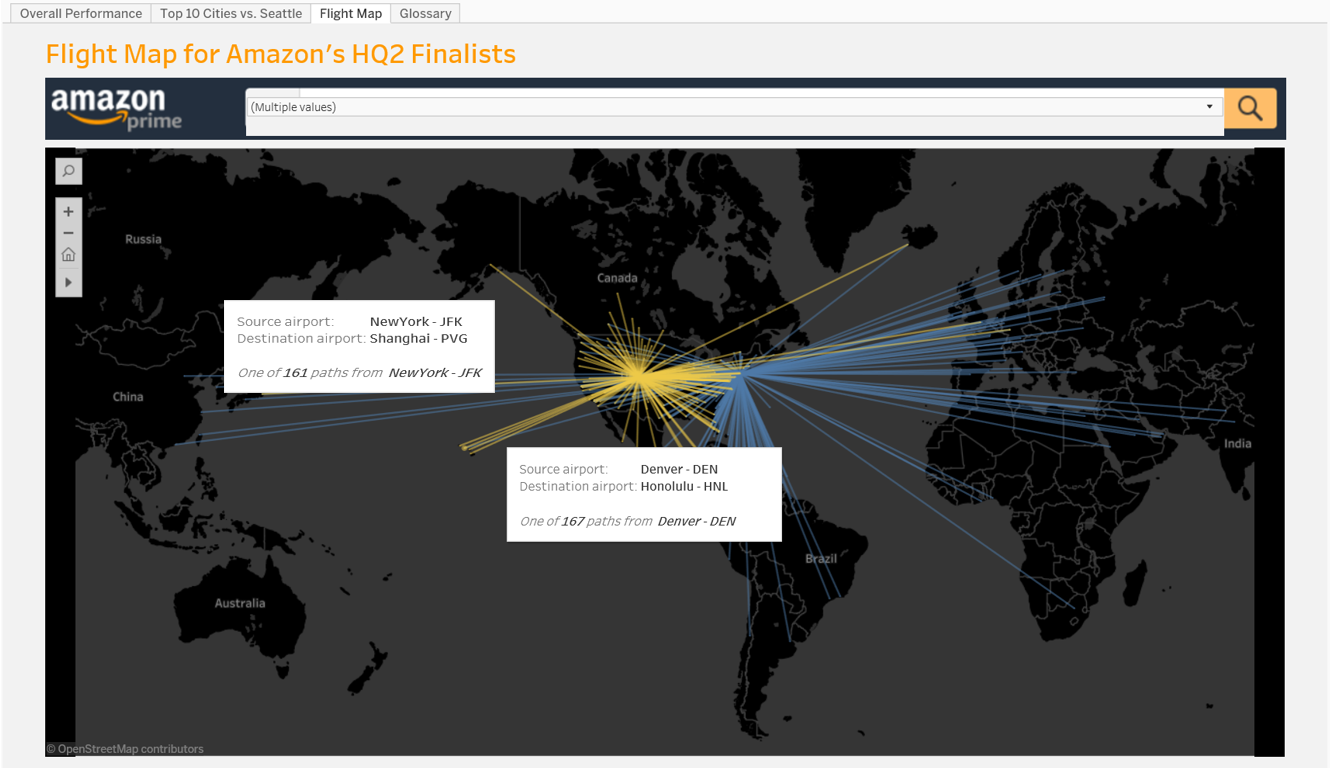 Overall Performance
Top 10 Cities vs. Seattle
Flight Map
Glossary
Flight Map for Amazon's HQ2 Finalists
amazon
prime
(Multiple values)
Russia
Canada
Source airport: NewYork - JFK
Destination airport: Shanghai - PVG
One of 161 paths from NewYork - JFK
China
India
Source airport: Denver - DEN
Destination airport: Honolulu - HNL
One of 167 paths from Denver - DEN
Brazil
Australia
© OpenStreetMap contributors